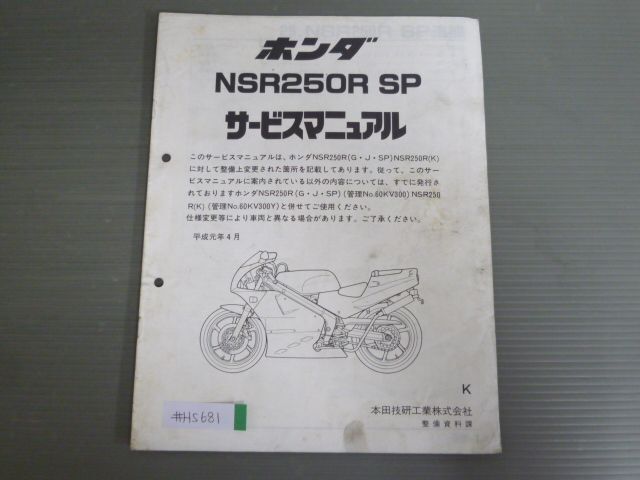 ホンダ
NSR250R SP
サービスマニュアル
このサービスマニュアルは、ホンダNSR250R(G・J・SP)NSR250R(K)
に対して整備上変更された箇所を記載してあります。従って、このサー
ビスマニュアルに案内されている以外の内容については、すでに発行さ
れておりますホンダNSR250R(G・J・SP)(管理No.60KV300)NSR250
R(K)(管理No.60KV300Y)と併せてご使用ください。
仕様変更等により車両と異なる場合があります。ご了承ください。
平成元年4月
K
本田技研工業株式会社
整備資料課
#H5681